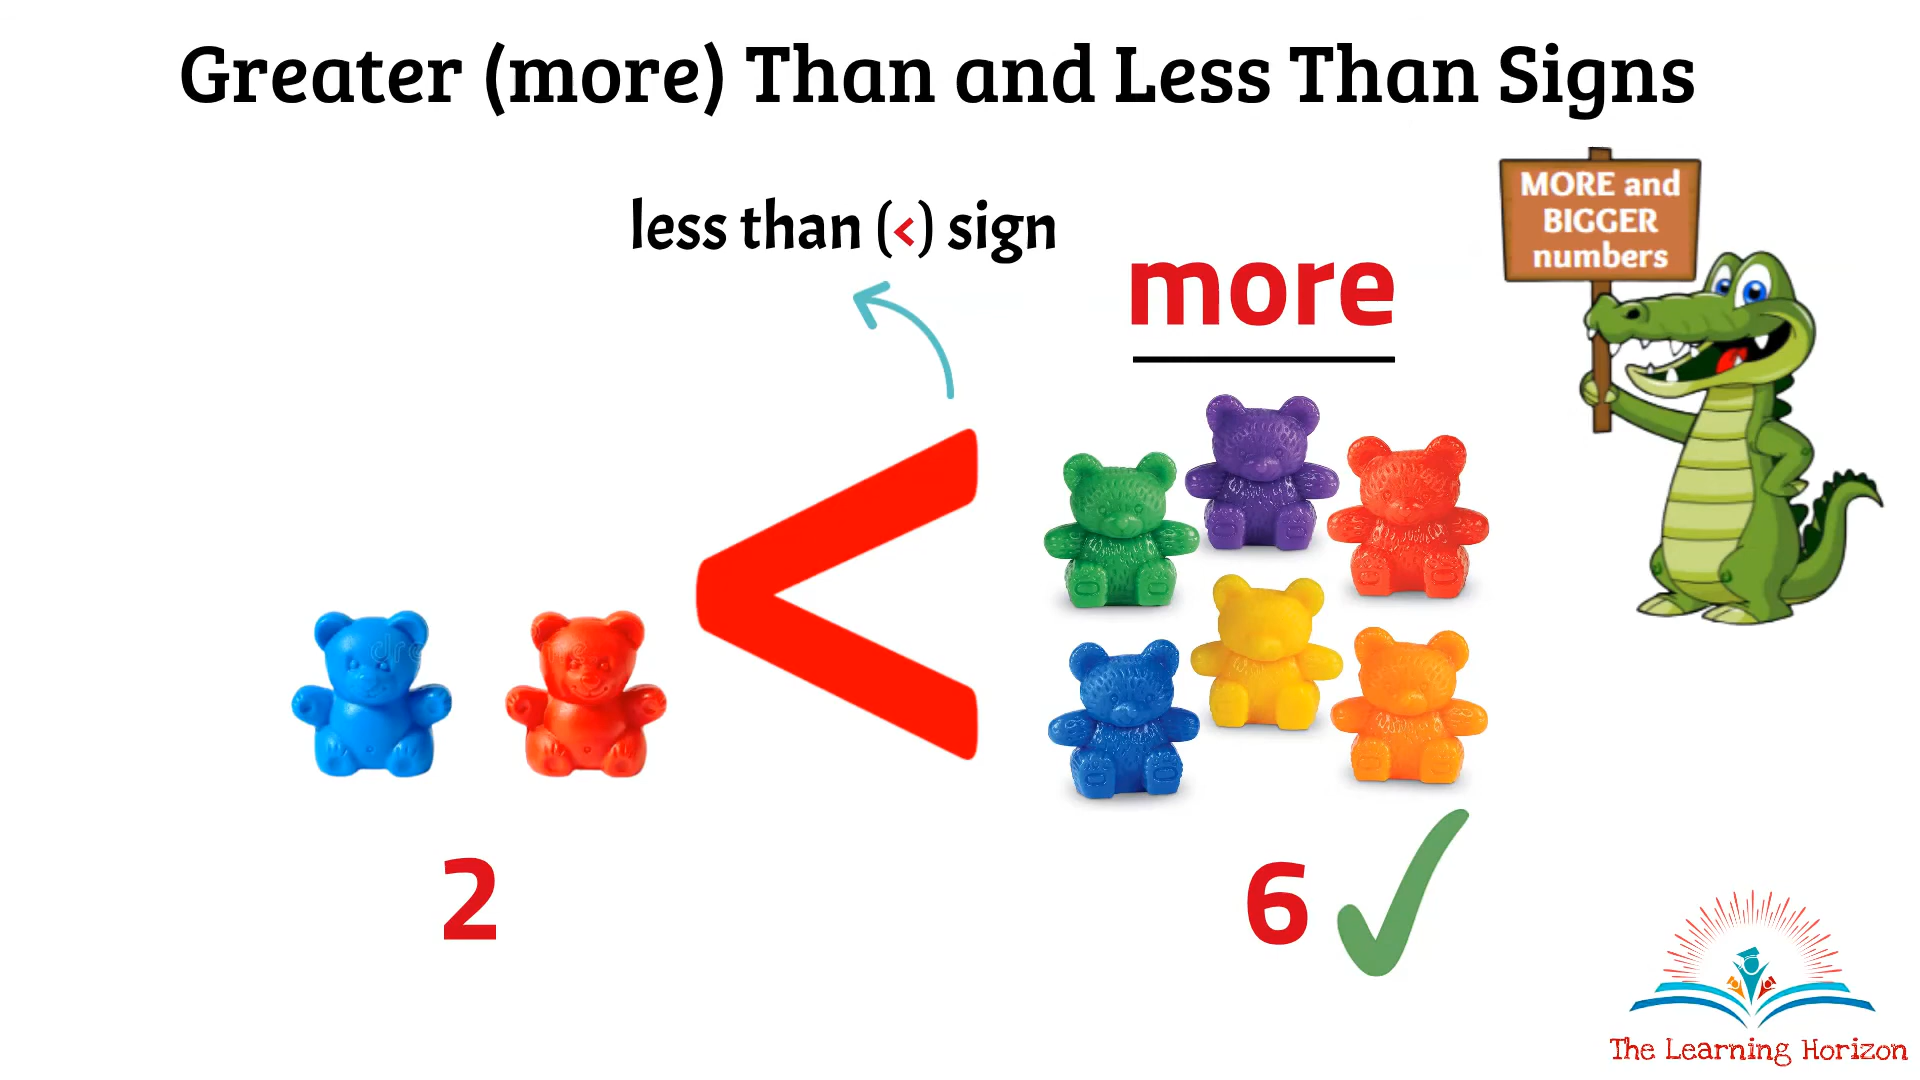 Greater (more) Than and Less Than Signs
less than (<) sign
more
MORE and
BIGGER
numbers
2
6
The Learning Horizon